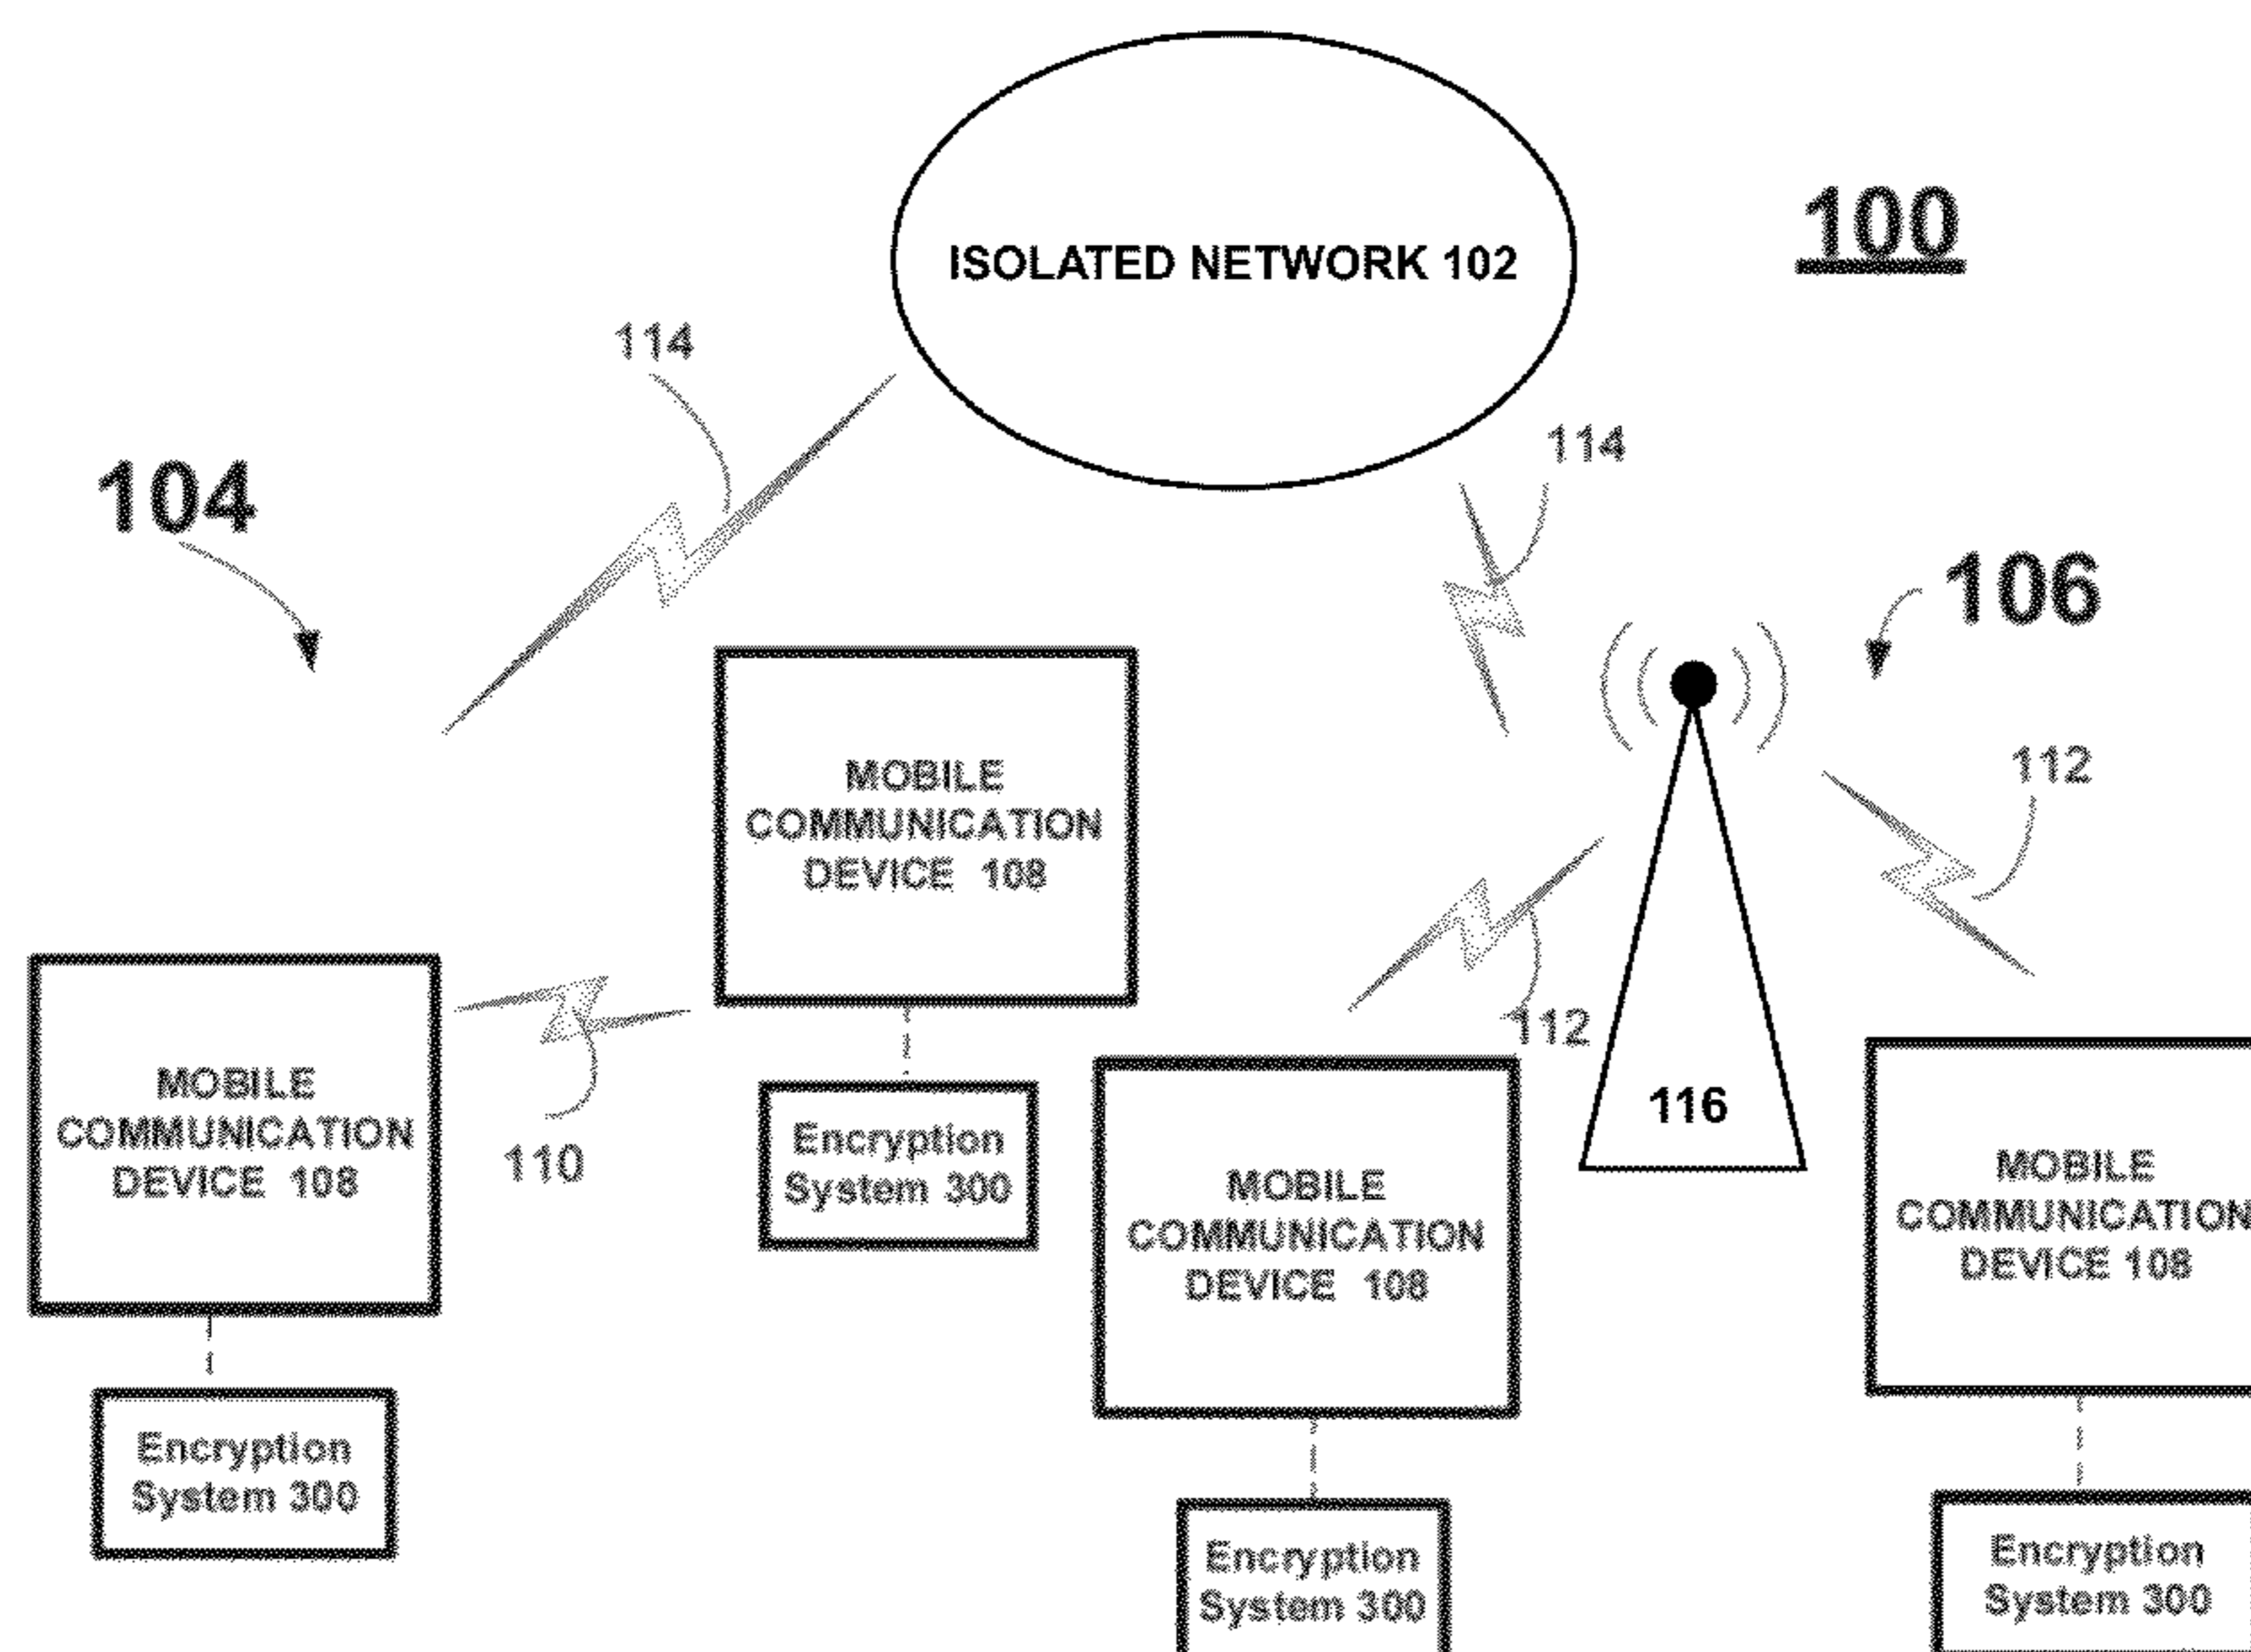 ISOLATED NETWORK 102
100
114
114
104
106
112
MOBILE
COMMUNICATION
DEVICE 108
112
110
MOBILE
COMMUNICATION
DEVICE 108
Encryption
System 300
116
MOBILE
COMMUNICATION
DEVICE 108
MOBILE
COMMUNICATION
DEVICE 108
Encryption
System 300
Encryption
System 300
Encryption
System 300